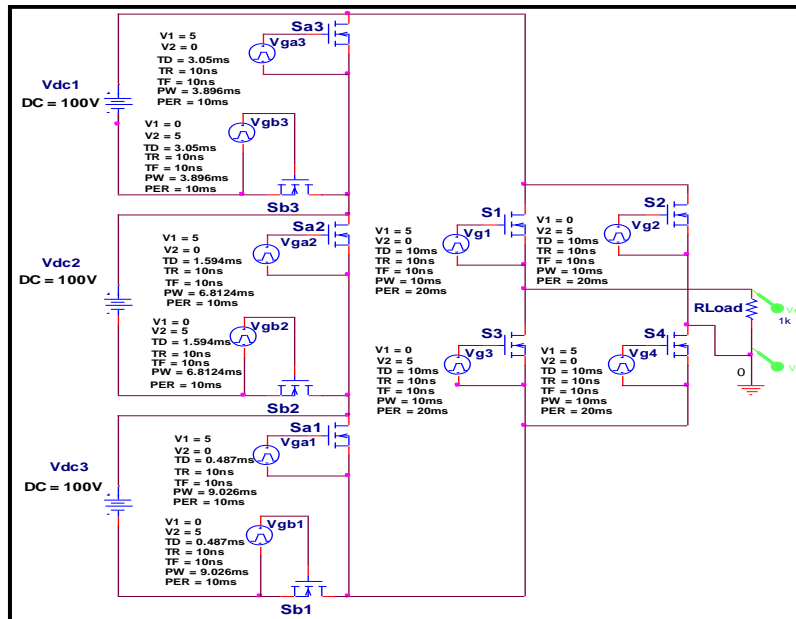 Vdc1
DC = 100V
V1 = 5
V2 = 0
TD = 3.05ms
TR = 10ns
TF = 10ns
PW = 3.896ms
PER = 10ms
Vga3
Sa3
V1 = 0
V2 = 5
TD = 3.05ms
TR = 10ns
TF = 10ns
PW = 3.896ms
PER = 10ms
Vgb3
Sb3
Vdc2
DC = 100V
V1 = 5
V2 = 0
TD = 1.594ms
TR = 10ns
TF = 10ns
PW = 6.8124ms
PER = 10ms
Vga2
Sa2
V1 = 0
V2 = 5
TD = 1.594ms
TR = 10ns
TF = 10ns
PW = 6.8124ms
PER = 10ms
Vgb2
Sb2
Vdc3
DC = 100V
V1 = 5
V2 = 0
TD = 0.487ms
TR = 10ns
TF = 10ns
PW = 9.026ms
PER = 10ms
Vga1
Sa1
V1 = 0
V2 = 5
TD = 0.487ms
TR = 10ns
TF = 10ns
PW = 9.026ms
PER = 10ms
Vgb1
Sb1
V1 = 5
V2 = 0
TD = 10ms
TR = 10ns
TF = 10ns
PW = 10ms
PER = 20ms
Vg1
S1
V1 = 0
V2 = 5
TD = 10ms
TR = 10ns
TF = 10ns
PW = 10ms
PER = 20ms
Vg2
S2
V1 = 0
V2 = 5
TD = 10ms
TR = 10ns
TF = 10ns
PW = 10ms
PER = 20ms
Vg3
S3
V1 = 5
V2 = 0
TD = 10ms
TR = 10ns
TF = 10ns
PW = 10ms
PER = 20ms
Vg4
S4
RLoad
1k
0